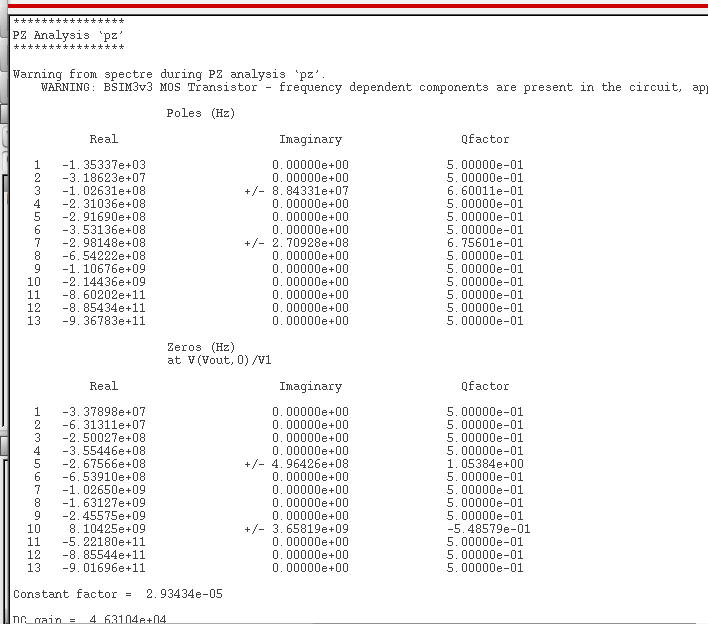 ****************
PZ Analysis `pz'
****************
Warning from spectre during PZ analysis `pz'.
WARNING: BSIM3v3 MOS Transistor - frequency dependent components are present in the circuit, app
Poles (Hz)
Real Imaginary Qfactor
1 -1.35337e+03 0.00000e+00 5.00000e-01
2 -3.18623e+07 0.00000e+00 5.00000e-01
3 -1.02631e+08 +/- 8.84331e+07 6.60011e-01
4 -2.31036e+08 0.00000e+00 5.00000e-01
5 -2.91690e+08 0.00000e+00 5.00000e-01
6 -3.53136e+08 0.00000e+00 5.00000e-01
7 -2.98148e+08 +/- 2.70928e+08 6.75601e-01
8 -6.54222e+08 0.00000e+00 5.00000e-01
9 -1.10676e+09 0.00000e+00 5.00000e-01
10 -2.14436e+09 0.00000e+00 5.00000e-01
11 -8.60202e+11 0.00000e+00 5.00000e-01
12 -8.85434e+11 0.00000e+00 5.00000e-01
13 -9.36783e+11 0.00000e+00 5.00000e-01
Zeros (Hz)
at V(Vout,0)/V1
Real Imaginary Qfactor
1 -3.37898e+07 0.00000e+00 5.00000e-01
2 -6.31311e+07 0.00000e+00 5.00000e-01
3 -2.50027e+08 0.00000e+00 5.00000e-01
4 -3.55446e+08 0.00000e+00 5.00000e-01
5 -2.67566e+08 +/- 4.96426e+08 1.05384e+00
6 -6.53910e+08 0.00000e+00 5.00000e-01
7 -1.02650e+09 0.00000e+00 5.00000e-01
8 -1.63127e+09 0.00000e+00 5.00000e-01
9 -2.45575e+09 0.00000e+00 5.00000e-01
10 8.10425e+09 +/- 3.65819e+09 -5.48579e-01
11 -5.22180e+11 0.00000e+00 5.00000e-01
12 -8.85544e+11 0.00000e+00 5.00000e-01
13 -9.01696e+11 0.00000e+00 5.00000e-01
Constant factor = 2.93434e-05
DC gain = 4.63104e+04